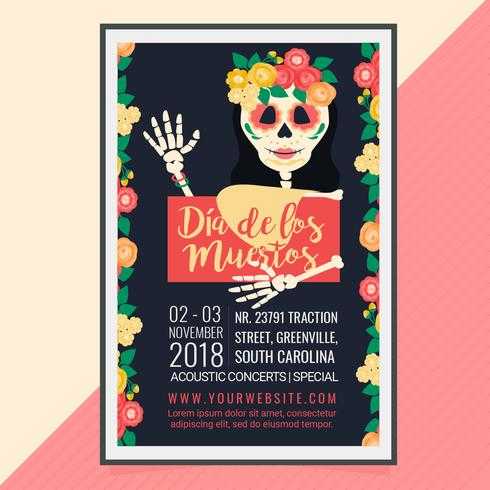 Día de los
Muertos
02 - 03
NOVEMBER
2018
NR. 23791 TRACTION
STREET, GREENVILLE,
SOUTH CAROLINA
ACOUSTIC CONCERTS | SPECIAL
WWW.YOURWEBSITE.COM
Lorem ipsum dolor sit amet, consectetur
adipiscing elit, sed do eiusmod tempor